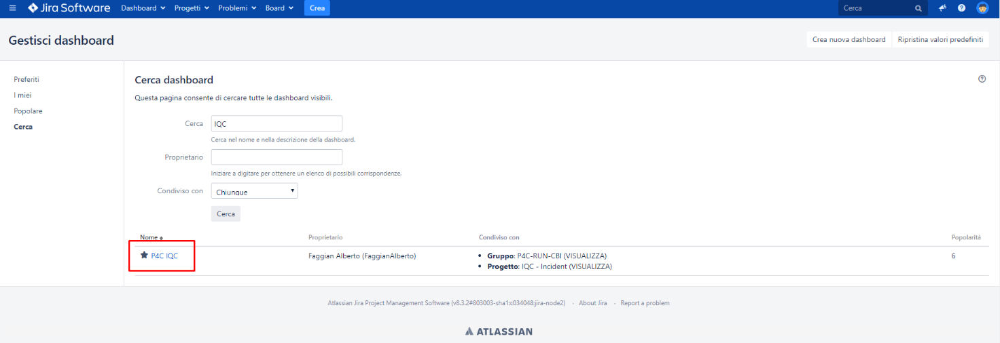 Jira Software Dashboard Progetti Problemi Board Crea Cerca
Gestisci dashboard
Crea nuova dashboard Ripristina valori predefiniti
Preferiti
I miei
Popolare
Cerca
Cerca dashboard
Questa pagina consente di cercare tutte le dashboard visibili.
Cerca IQC
Cerca nel nome e nella descrizione della dashboard.
Proprietario
Iniziare a digitare per ottenere un elenco di possibili corrispondenze.
Condiviso con Chiunque
Cerca
Nome Proprietario Condiviso con Popolarità
P4C IQC Faggian Alberto (FaggianAlberto) • Gruppo: P4C-RUN-CBI (VISUALIZZA) 6
• Progetto: IQC - Incident (VISUALIZZA)
Atlassian Jira Project Management Software (v8.3.2#803003-sha1:c034048:jira-node2) · About Jira · Report a problem
ATLASSIAN